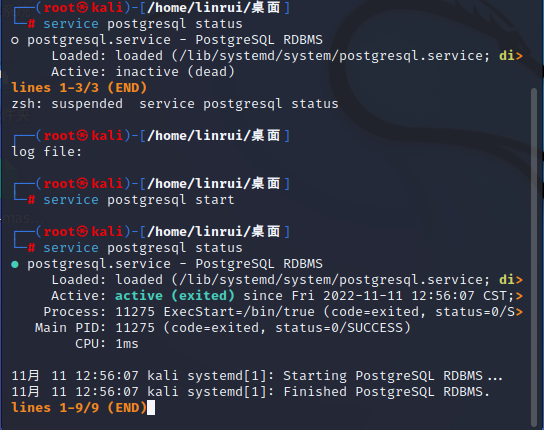 ┌──(root㉿kali)-[/home/linrui/桌面]
└─# service postgresql status
○ postgresql.service - PostgreSQL RDBMS
     Loaded: loaded (/lib/systemd/system/postgresql.service; di>
     Active: inactive (dead)
lines 1-3/3 (END)
zsh: suspended  service postgresql status
┌──(root㉿kali)-[/home/linrui/桌面]
log file:
┌──(root㉿kali)-[/home/linrui/桌面]
└─# service postgresql start
┌──(root㉿kali)-[/home/linrui/桌面]
└─# service postgresql status
● postgresql.service - PostgreSQL RDBMS
     Loaded: loaded (/lib/systemd/system/postgresql.service; di>
     Active: active (exited) since Fri 2022-11-11 12:56:07 CST;>
    Process: 11275 ExecStart=/bin/true (code=exited, status=0/S>
   Main PID: 11275 (code=exited, status=0/SUCCESS)
        CPU: 1ms
11月 11 12:56:07 kali systemd[1]: Starting PostgreSQL RDBMS...
11月 11 12:56:07 kali systemd[1]: Finished PostgreSQL RDBMS.
lines 1-9/9 (END)